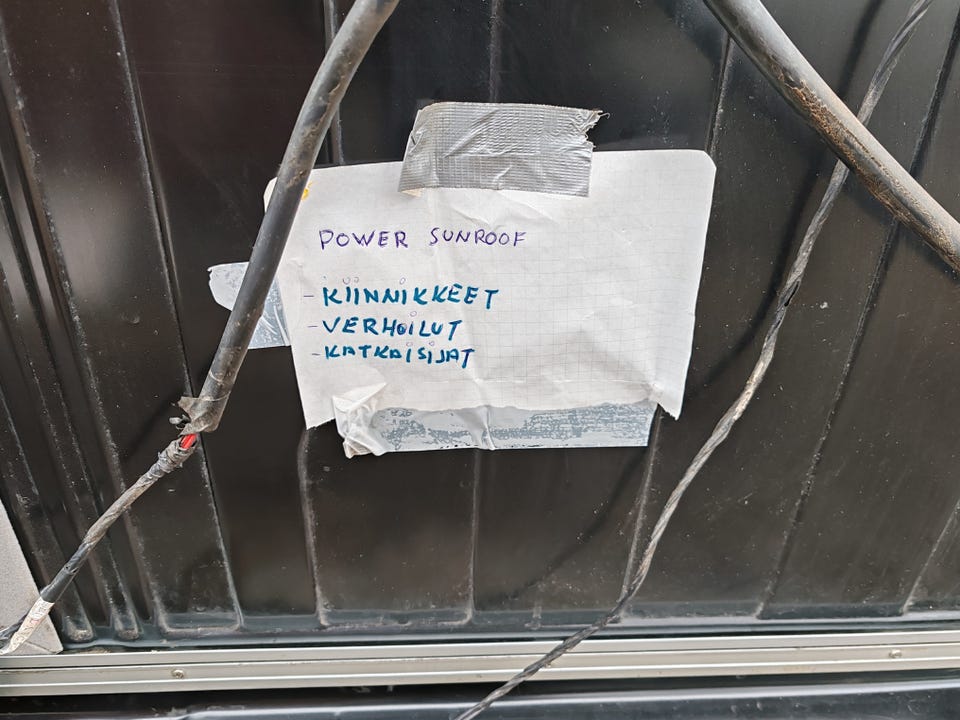 POWER SUNROOF
- KIINNIKKEET
- VERHOILUT
- KATKAISIJAT